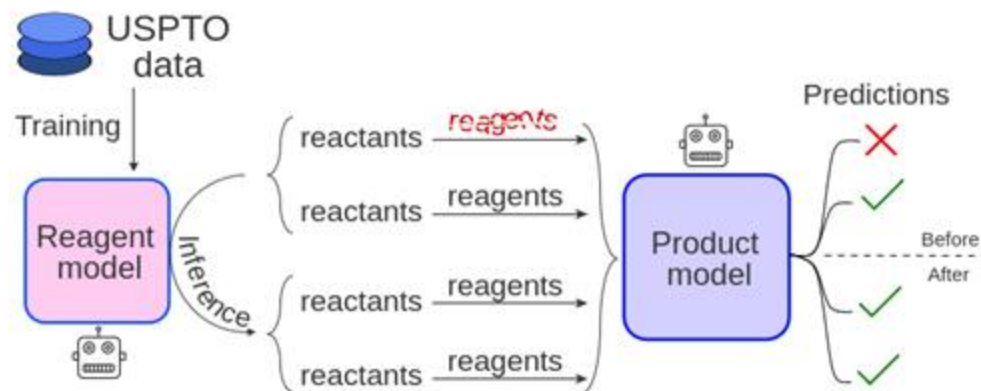 USPTO
data
Training
Reagent
model
Inference
reactants reagents
reactants reagents
reactants reagents
reactants reagents
Product
model
Predictions
Before
After